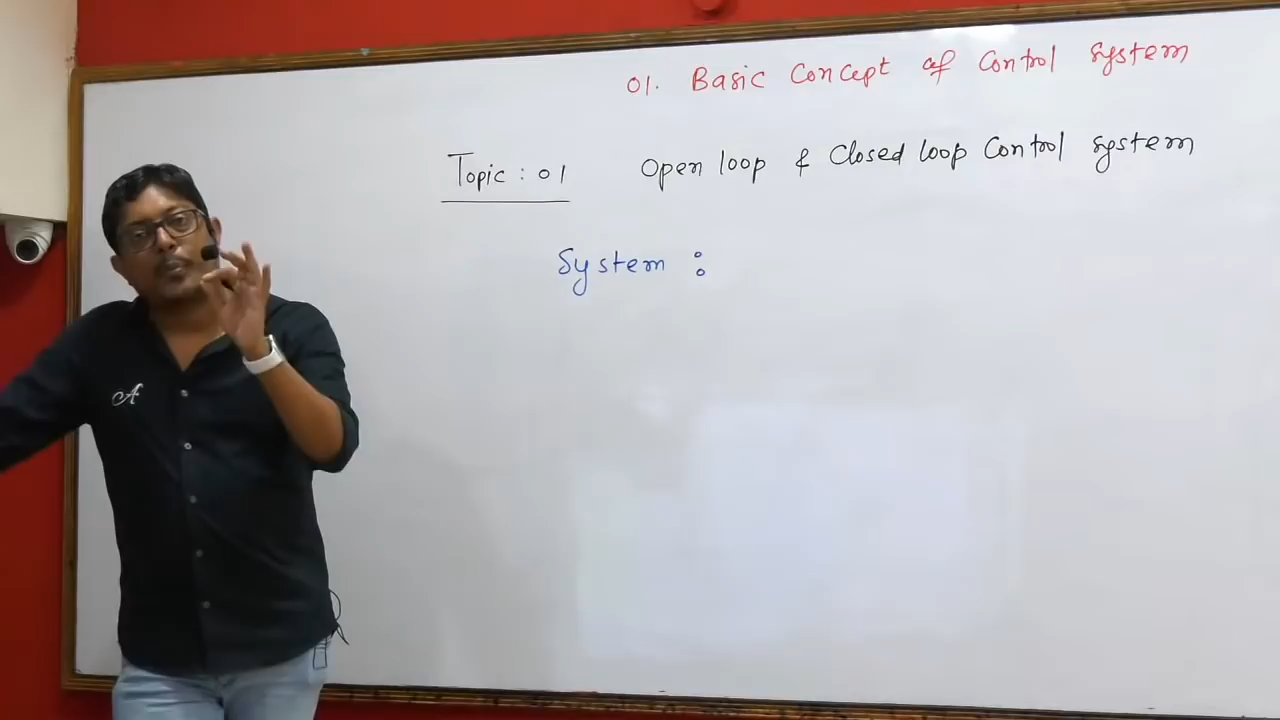 01. Basic Concept of Control System
Topic : 01 Open loop & Closed loop Control System
System :
A